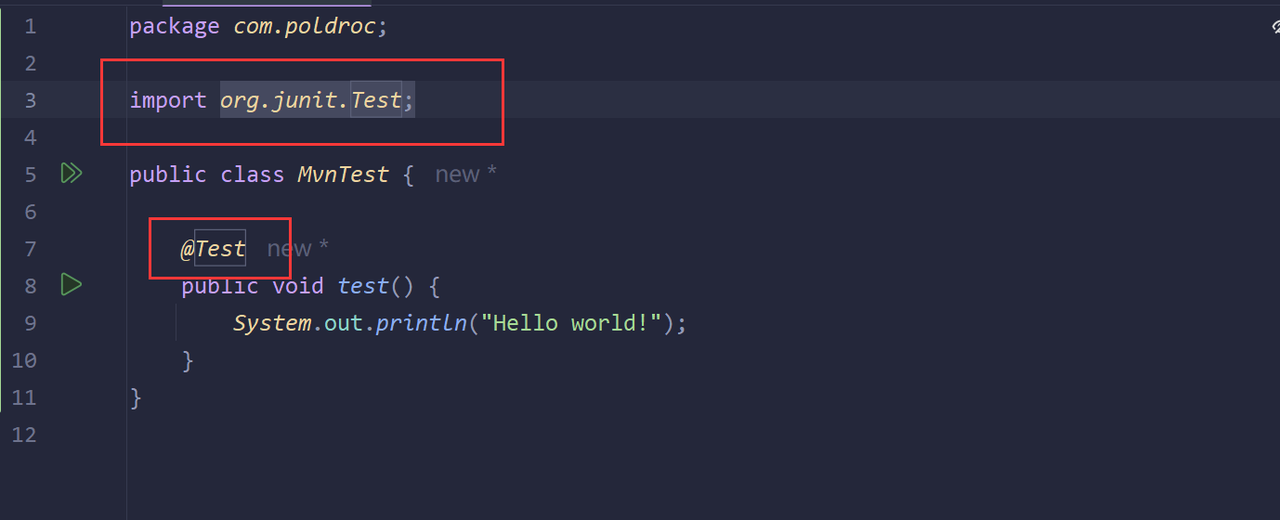 1 package com.poldroc;
2
3 import org.junit.Test;
4
5 public class MvnTest { new *
6
7 @Test new *
8 public void test() {
9 System.out.println("Hello world!");
10 }
11 }
12